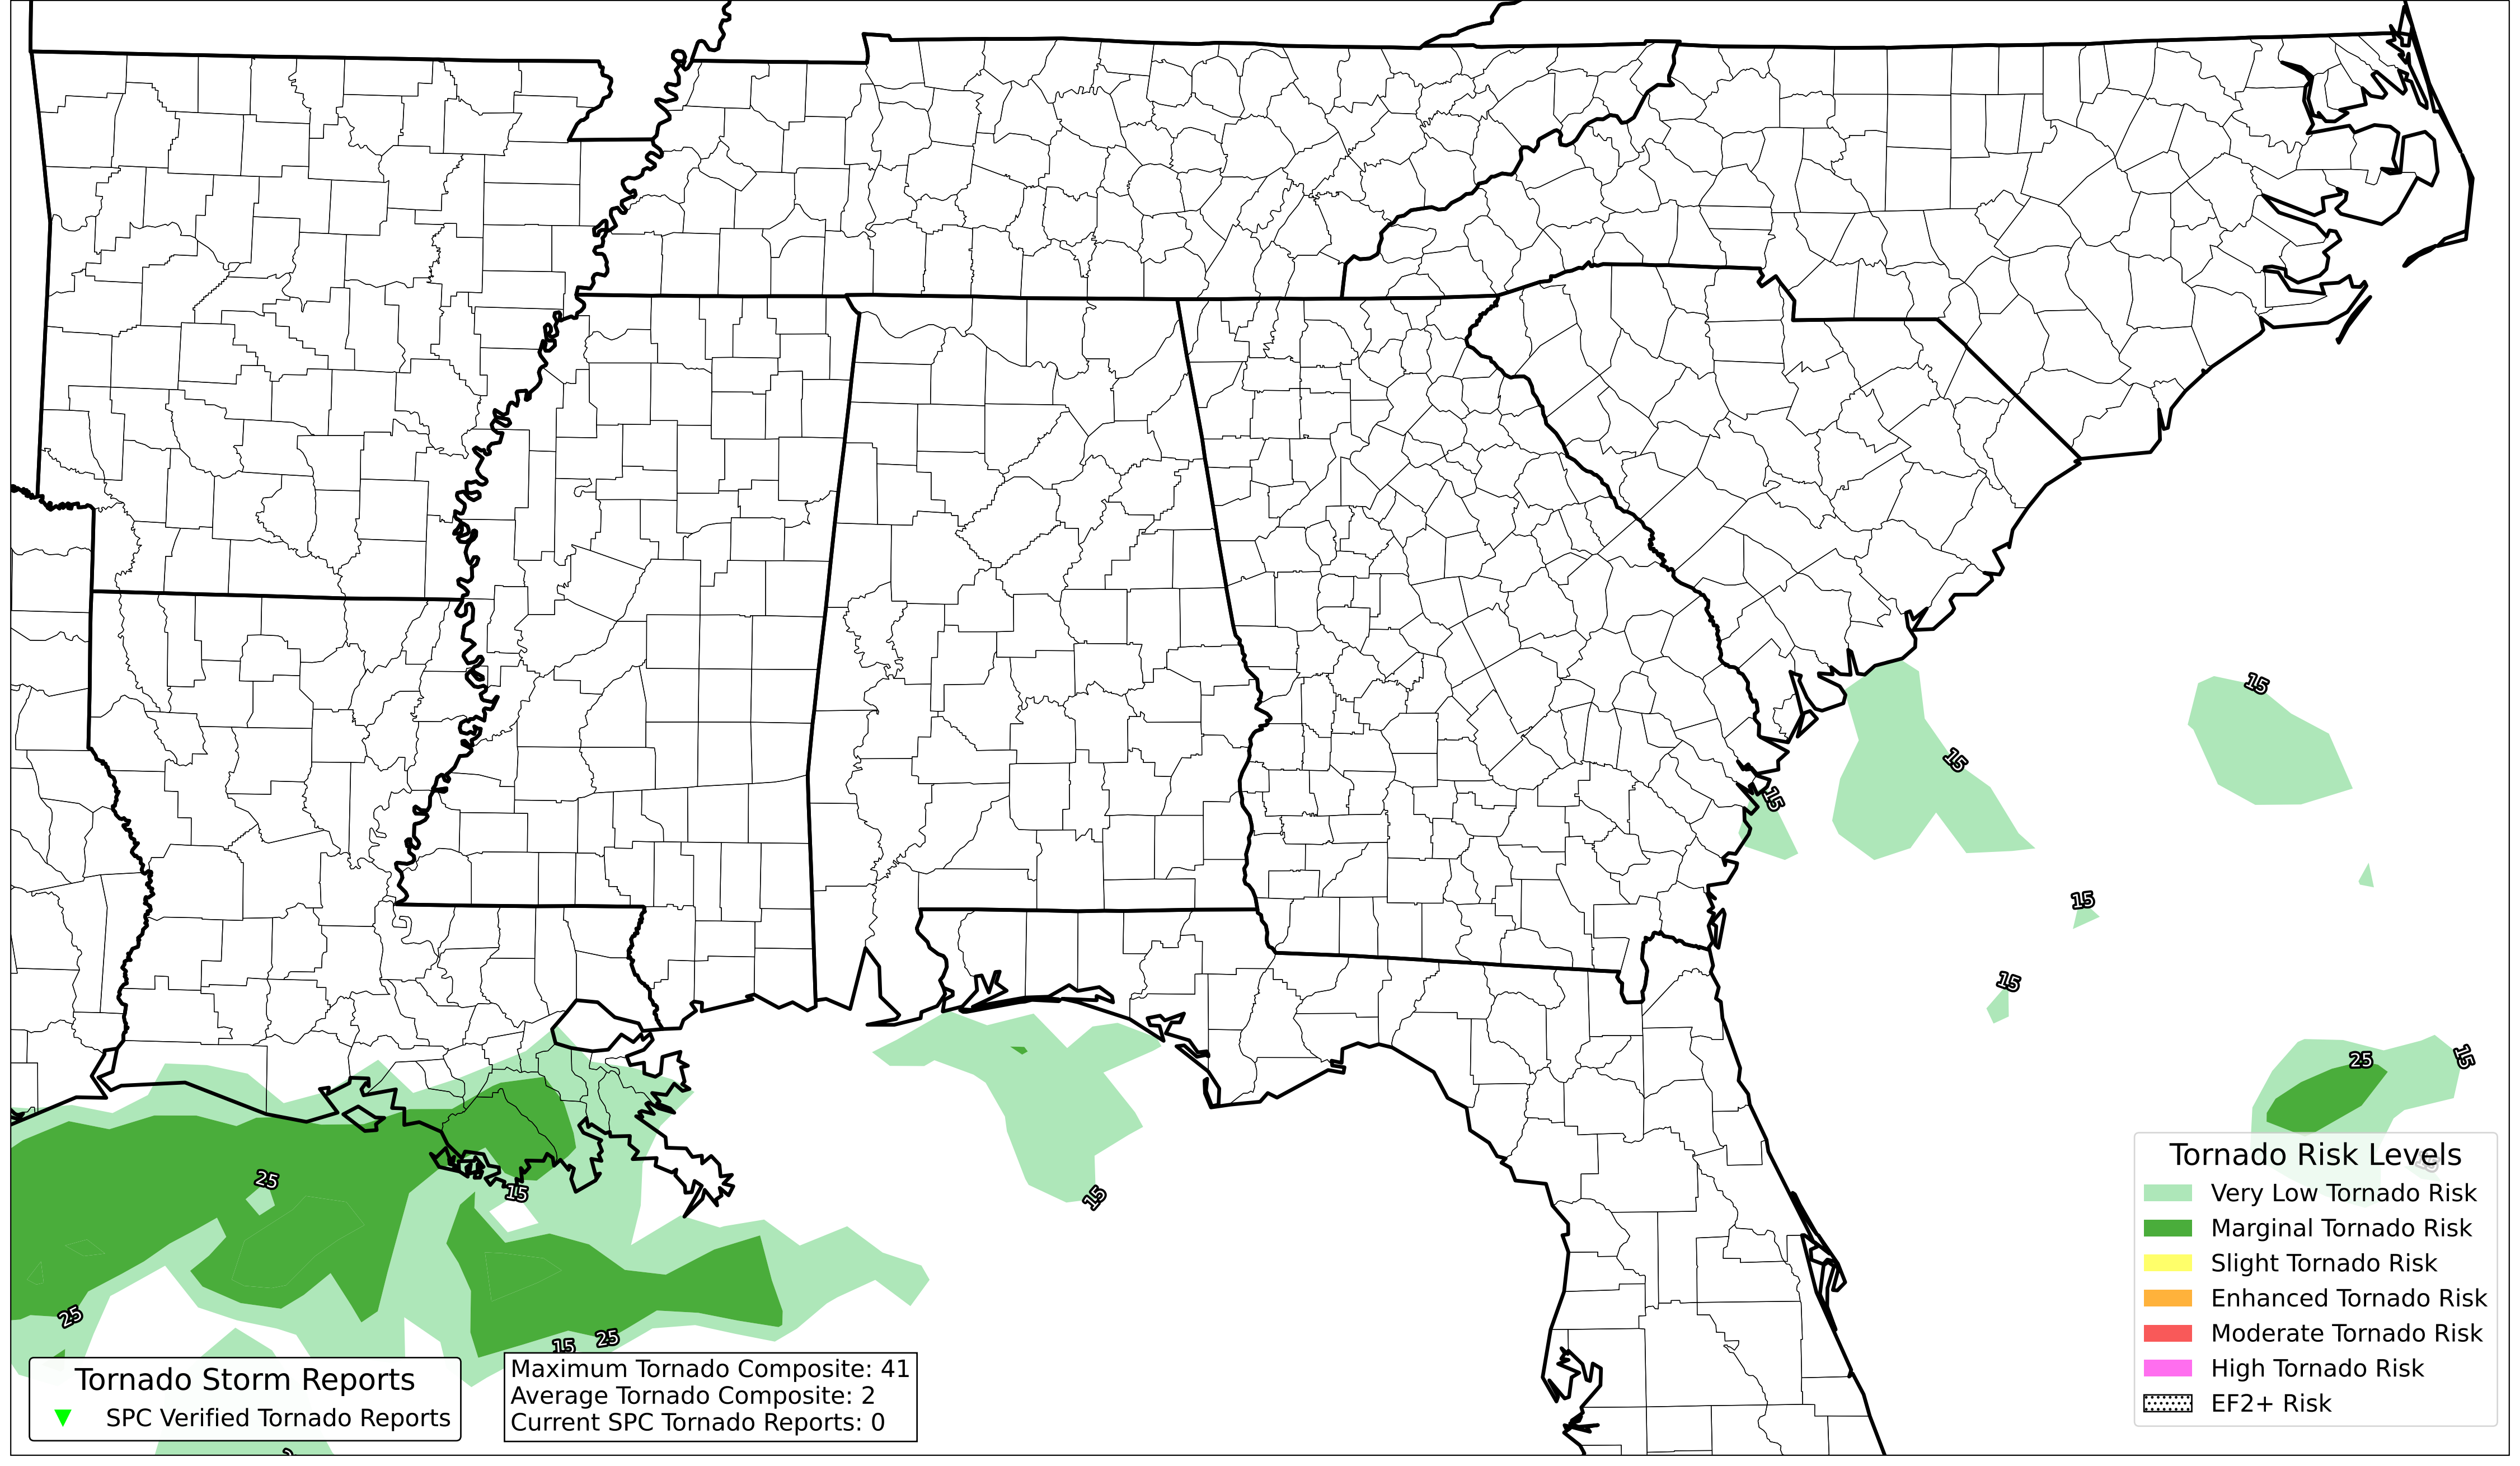 15
15
15
15
15
25
15
25
15
15
25
15
25
Tornado Risk Levels
Very Low Tornado Risk
Marginal Tornado Risk
Slight Tornado Risk
Enhanced Tornado Risk
Moderate Tornado Risk
High Tornado Risk
EF2+ Risk
Tornado Storm Reports
SPC Verified Tornado Reports
Maximum Tornado Composite: 41
Average Tornado Composite: 2
Current SPC Tornado Reports: 0